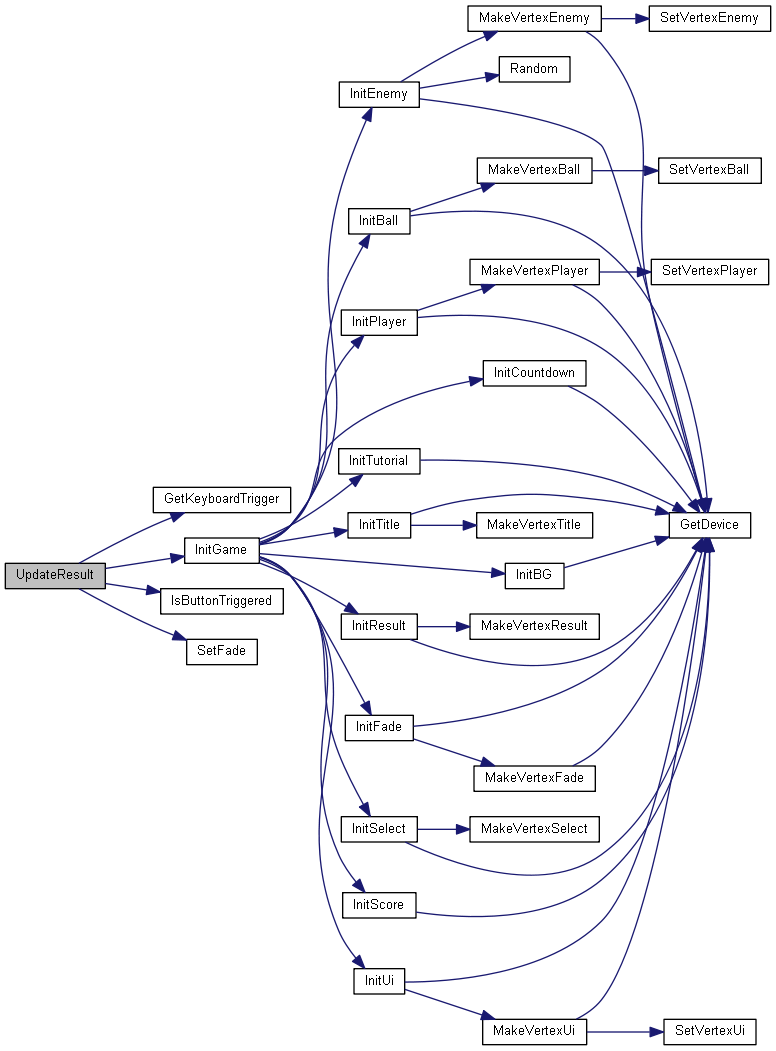 MakeVertexEnemy
SetVertexEnemy
Random
InitEnemy
MakeVertexBall
SetVertexBall
InitBall
MakeVertexPlayer
SetVertexPlayer
InitPlayer
InitCountdown
InitTutorial
GetKeyboardTrigger
InitTitle
MakeVertexTitle
GetDevice
InitGame
UpdateResult
InitBG
IsButtonTriggered
InitResult
MakeVertexResult
SetFade
InitFade
MakeVertexFade
InitSelect
MakeVertexSelect
InitScore
InitUi
MakeVertexUi
SetVertexUi